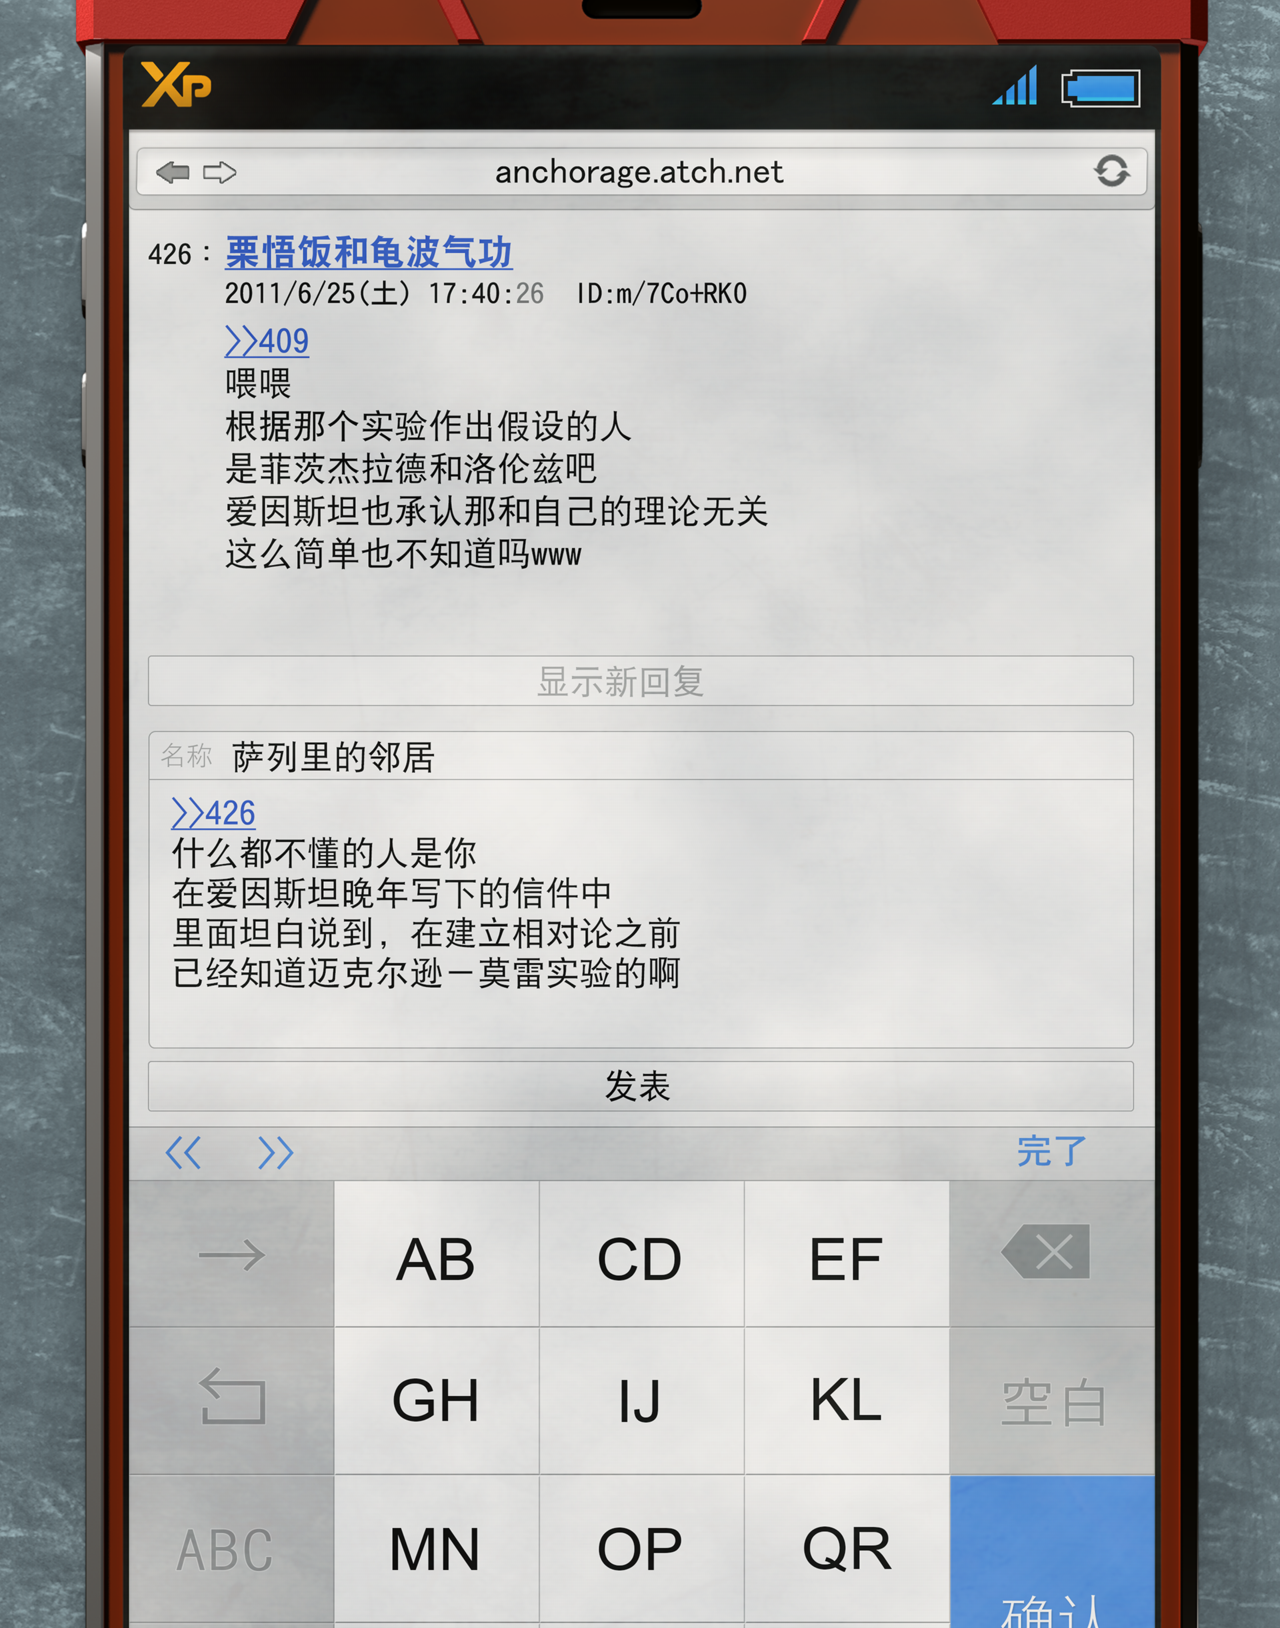 XP
anchorage.atch.net
426：栗悟饭和龟波气功
2011/6/25(土) 17:40:26 ID:m/7Co+RK0
>>409
喂喂
根据那个实验作出假设的人
是菲茨杰拉德和洛伦兹吧
爱因斯坦也承认那和自己的理论无关
这么简单也不知道吗www
显示新回复
名称 萨列里的邻居
>>426
什么都不懂的人是你
在爱因斯坦晚年写下的信件中
里面坦白说到，在建立相对论之前
已经知道迈克尔逊－莫雷实验的啊
发表
<< >> 完了
→ AB CD EF
GH IJ KL 空白
ABC MN OP QR
确认